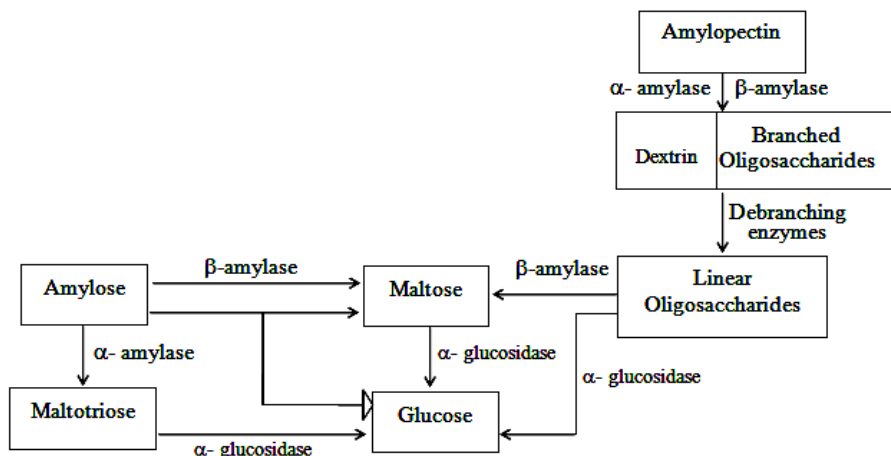 Amylopectin
α- amylase
β-amylase
Dextrin
Branched
Oligosaccharides
Debranching
enzymes
Amylose
β-amylase
Maltose
β-amylase
Linear
Oligosaccharides
α- amylase
α- glucosidase
α- glucosidase
Maltotriose
α- glucosidase
Glucose